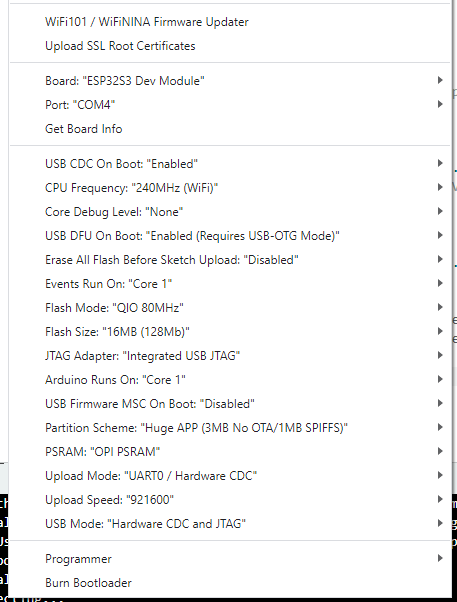 WiFi101 / WiFiNINA Firmware Updater
Upload SSL Root Certificates
Board: "ESP32S3 Dev Module"
Port: "COM4"
Get Board Info
USB CDC On Boot: "Enabled"
CPU Frequency: "240MHz (WiFi)"
Core Debug Level: "None"
USB DFU On Boot: "Enabled (Requires USB-OTG Mode)"
Erase All Flash Before Sketch Upload: "Disabled"
Events Run On: "Core 1"
Flash Mode: "QIO 80MHz"
Flash Size: "16MB (128Mb)"
JTAG Adapter: "Integrated USB JTAG"
Arduino Runs On: "Core 1"
USB Firmware MSC On Boot: "Disabled"
Partition Scheme: "Huge APP (3MB No OTA/1MB SPIFFS)"
PSRAM: "OPI PSRAM"
Upload Mode: "UART0 / Hardware CDC"
Upload Speed: "921600"
USB Mode: "Hardware CDC and JTAG"
Programmer
Burn Bootloader